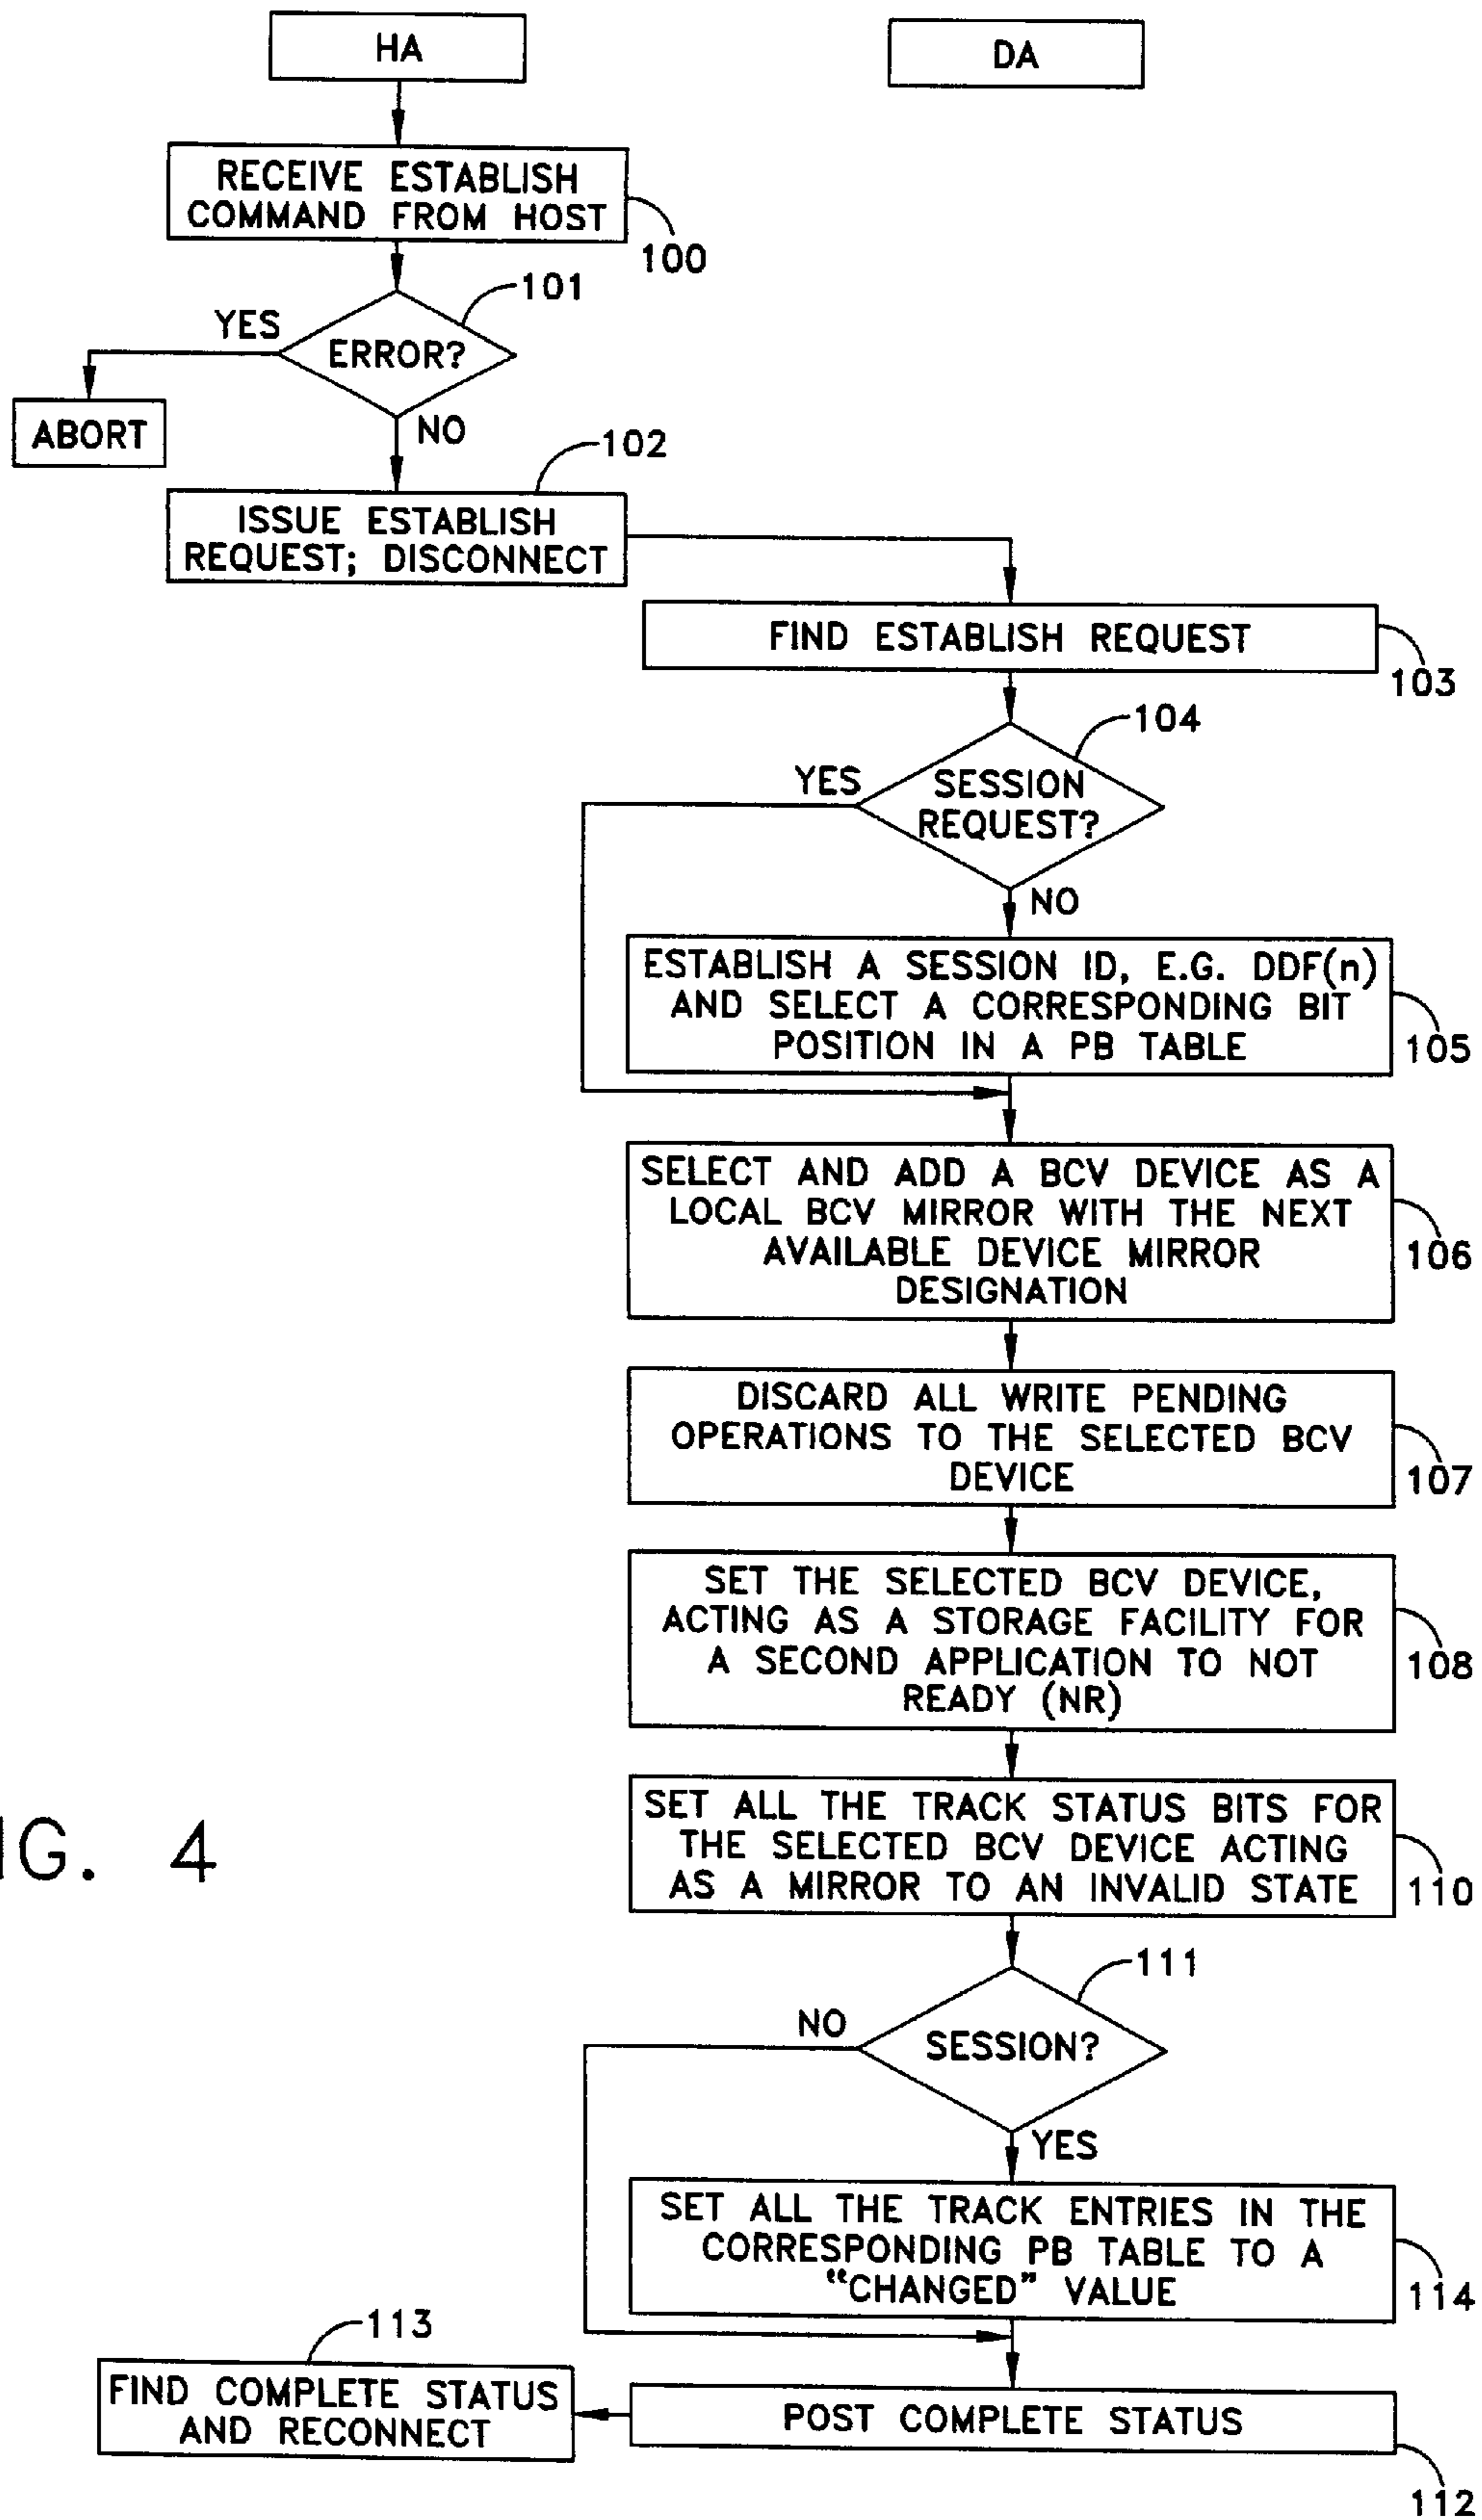 HA
DA
RECEIVE ESTABLISH
COMMAND FROM HOST
100
101
YES
ERROR?
ABORT
NO
102
ISSUE ESTABLISH
REQUEST; DISCONNECT
FIND ESTABLISH REQUEST
103
104
YES
SESSION
REQUEST?
NO
ESTABLISH A SESSION ID, E.G. DDF(n)
AND SELECT A CORRESPONDING BIT
POSITION IN A PB TABLE
105
SELECT AND ADD A BCV DEVICE AS A
LOCAL BCV MIRROR WITH THE NEXT
AVAILABLE DEVICE MIRROR
DESIGNATION
106
DISCARD ALL WRITE PENDING
OPERATIONS TO THE SELECTED BCV
DEVICE
107
SET THE SELECTED BCV DEVICE,
ACTING AS A STORAGE FACILITY FOR
A SECOND APPLICATION TO NOT
READY (NR)
108
SET ALL THE TRACK STATUS BITS FOR
THE SELECTED BCV DEVICE ACTING
AS A MIRROR TO AN INVALID STATE
110
IG. 4
111
NO
SESSION?
YES
SET ALL THE TRACK ENTRIES IN THE
CORRESPONDING PB TABLE TO A
“CHANGED” VALUE
114
113
FIND COMPLETE STATUS
AND RECONNECT
POST COMPLETE STATUS
112